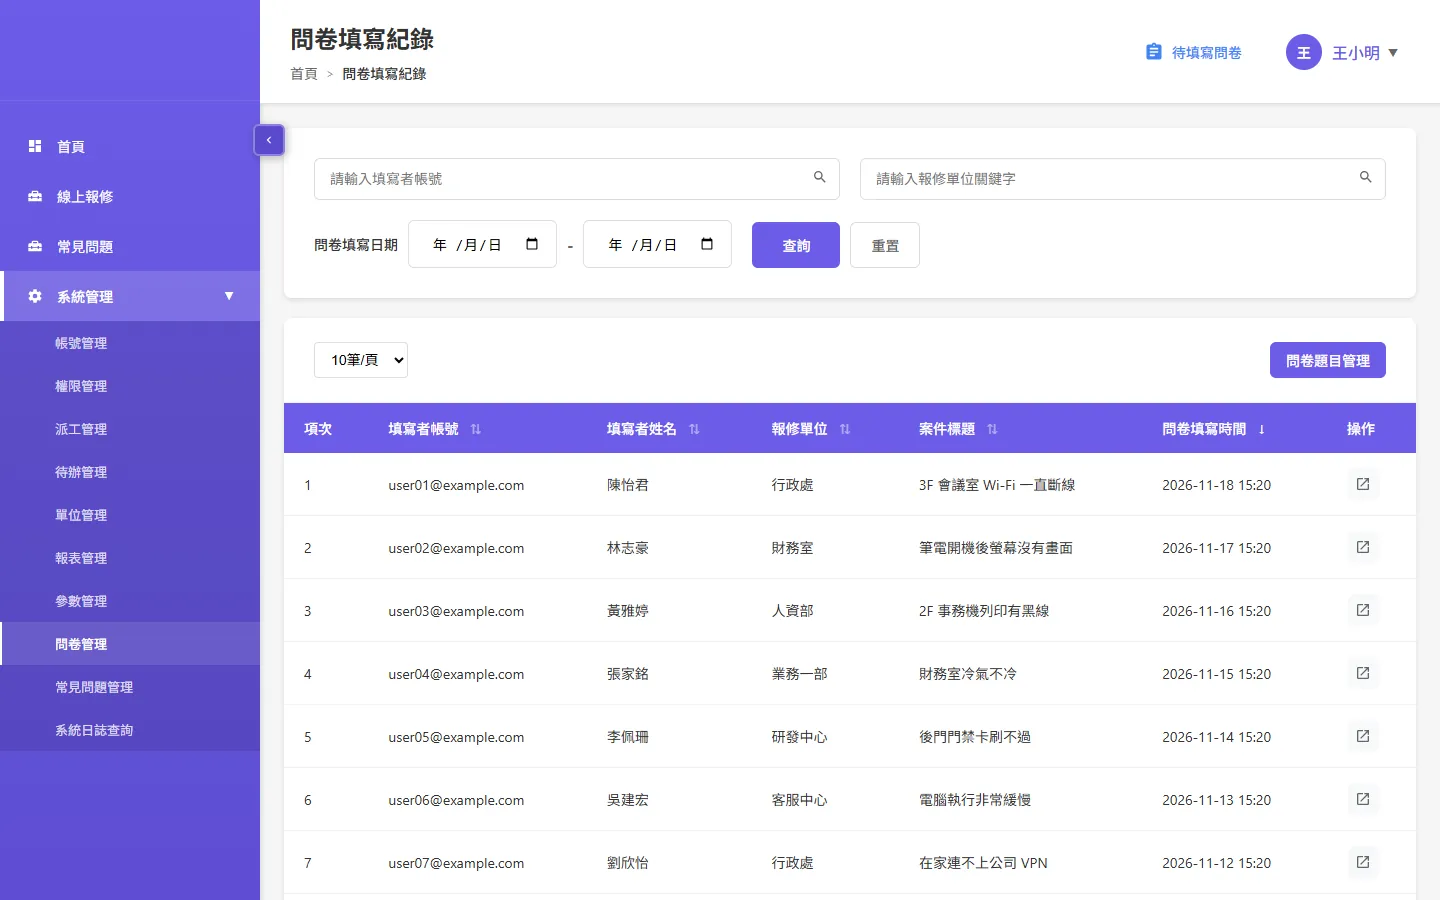 問卷填寫紀錄
首頁 > 問卷填寫紀錄
待填寫問卷
王 王小明 ▼
首頁
線上報修
常見問題
系統管理 ▼
帳號管理
權限管理
派工管理
待辦管理
單位管理
報表管理
參數管理
問卷管理
常見問題管理
系統日誌查詢
請輸入填寫者帳號
請輸入報修單位關鍵字
問卷填寫日期 年 /月/日 - 年 /月/日 查詢 重置
10筆/頁 問卷題目管理
項次 填寫者帳號 ⇅ 填寫者姓名 ⇅ 報修單位 ⇅ 案件標題 ⇅ 問卷填寫時間 ↓ 操作
1 user01@example.com 陳怡君 行政處 3F 會議室 Wi-Fi 一直斷線 2026-11-18 15:20
2 user02@example.com 林志豪 財務室 筆電開機後螢幕沒有畫面 2026-11-17 15:20
3 user03@example.com 黃雅婷 人資部 2F 事務機列印有黑線 2026-11-16 15:20
4 user04@example.com 張家銘 業務一部 財務室冷氣不冷 2026-11-15 15:20
5 user05@example.com 李佩珊 研發中心 後門門禁卡刷不過 2026-11-14 15:20
6 user06@example.com 吳建宏 客服中心 電腦執行非常緩慢 2026-11-13 15:20
7 user07@example.com 劉欣怡 行政處 在家連不上公司 VPN 2026-11-12 15:20